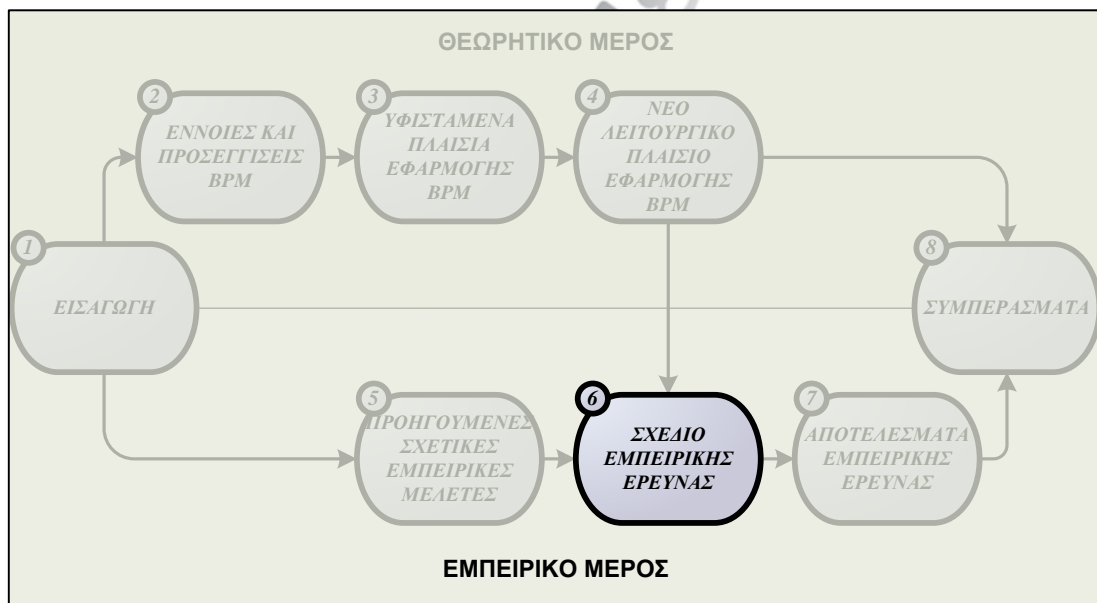 ΘΕΩΡΗΤΙΚΟ ΜΕΡΟΣ
2
ΕΝΝΟΙΕΣ ΚΑΙ
ΠΡΟΣΕΓΓΙΣΕΙΣ
BPM
3
ΥΦΙΣΤΑΜΕΝΑ
ΠΛΑΙΣΙΑ
ΕΦΑΡΜΟΓΗΣ
BPM
4
ΝΕΟ
ΛΕΙΤΟΥΡΓΙΚΟ
ΠΛΑΙΣΙΟ
ΕΦΑΡΜΟΓΗΣ
BPM
1
ΕΙΣΑΓΩΓΗ
8
ΣΥΜΠΕΡΑΣΜΑΤΑ
5
ΠΡΟΗΓΟΥΜΕΝΕΣ
ΣΧΕΤΙΚΕΣ
ΕΜΠΕΙΡΙΚΕΣ
ΜΕΛΕΤΕΣ
6
ΣΧΕΔΙΟ
ΕΜΠΕΙΡΙΚΗΣ
ΕΡΕΥΝΑΣ
7
ΑΠΟΤΕΛΕΣΜΑΤΑ
ΕΜΠΕΙΡΙΚΗΣ
ΕΡΕΥΝΑΣ
ΕΜΠΕΙΡΙΚΟ ΜΕΡΟΣ